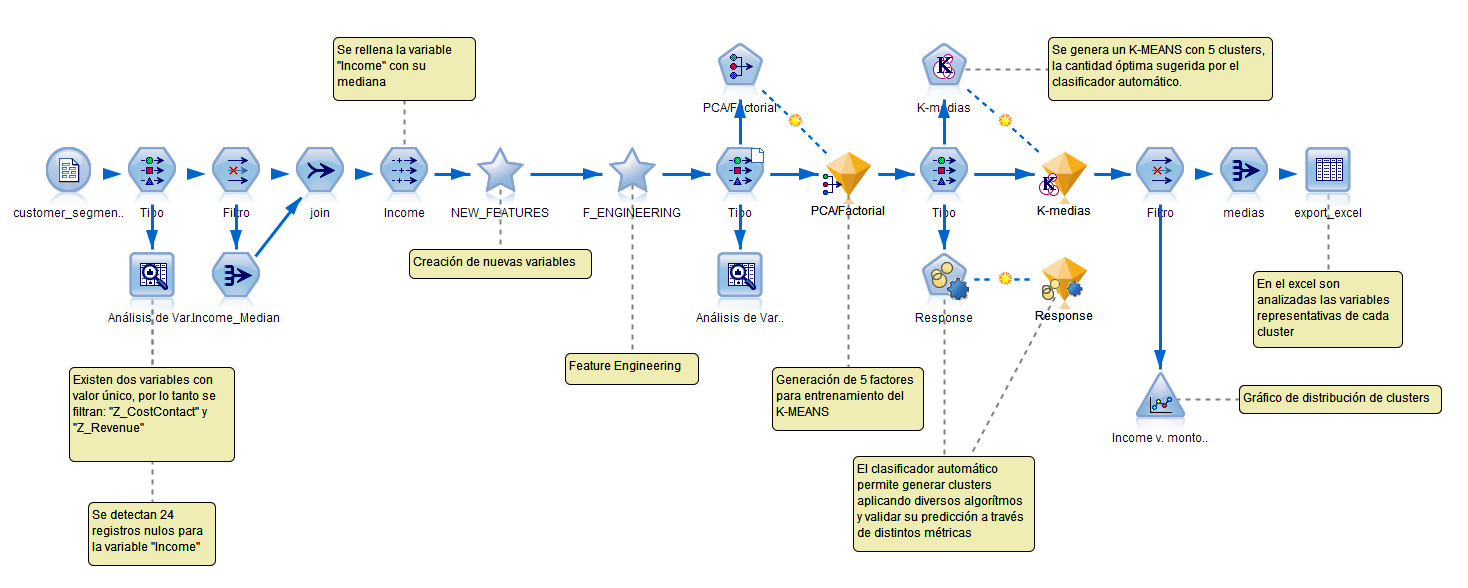 Se rellena la variable
"Income" con su
mediana
Se genera un K-MEANS con 5 clusters,
la cantidad óptima sugerida por el
clasificador automático.
PCA/Factorial
K-medias
customer_segmen...
Tipo
Filtro
join
Income
NEW_FEATURES
F_ENGINEERING
Tipo
PCA/Factorial
Tipo
K-medias
Filtro
medias
export_excel
Creación de nuevas variables
Análisis de Var..
Income_Median
Análisis de Var..
Response
Response
En el excel son
analizadas las variables
representativas de cada
cluster
Existen dos variables con
valor único, por lo tanto se
filtran: "Z_CostContact" y
"Z_Revenue"
Feature Engineering
Generación de 5 factores
para entrenamiento del
K-MEANS
Gráfico de distribución de clusters
Income v. monto..
El clasificador automático
permite generar clusters
aplicando diversos algorítmos
y validar su predicción a través
de distintos métricas
Se detectan 24
registros nulos para
la variable "Income"